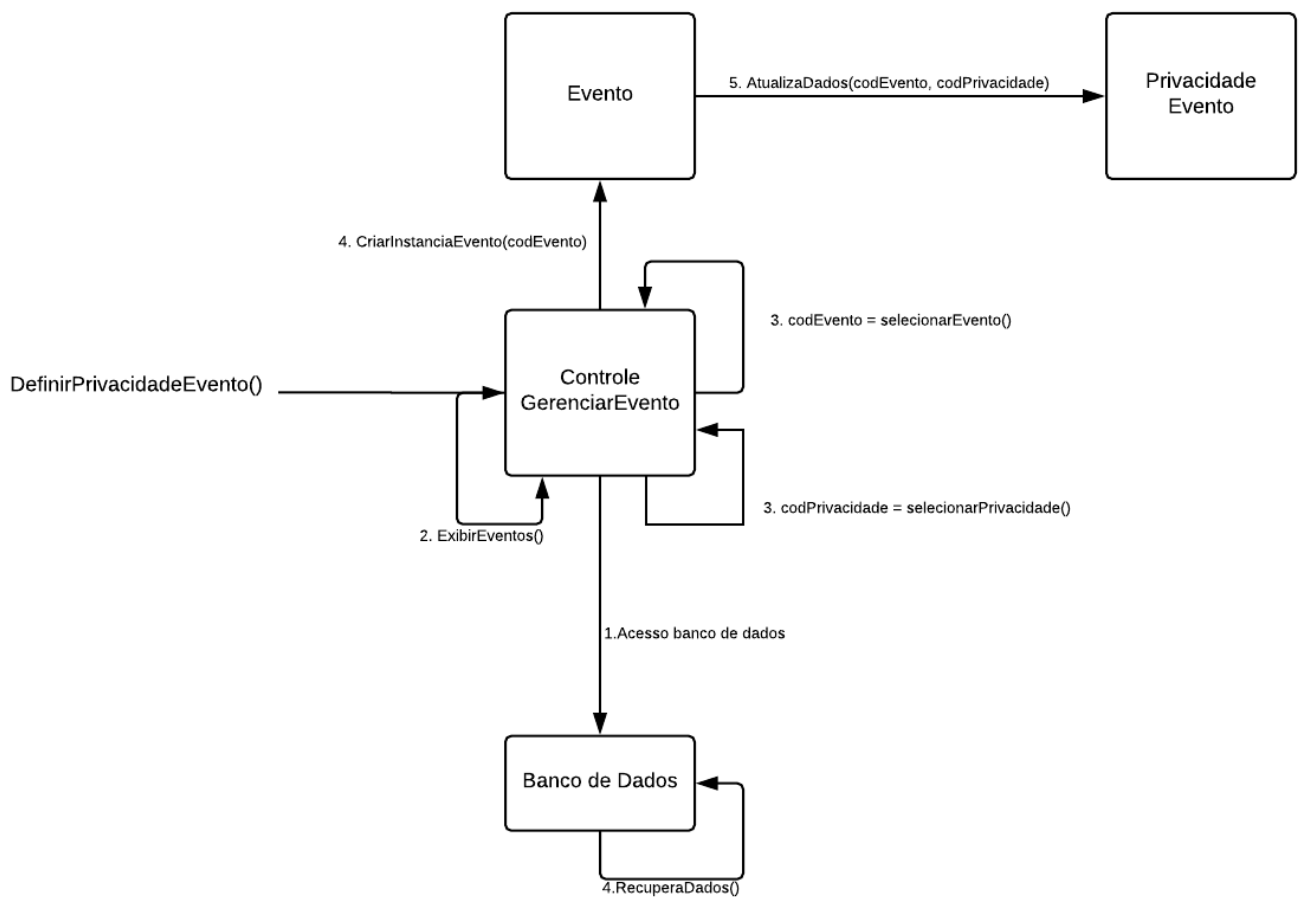 Evento
5. AtualizaDados(codEvento, codPrivacidade)
Privacidade
Evento
4. CriarInstanciaEvento(codEvento)
3. codEvento = selecionarEvento()
DefinirPrivacidadeEvento()
Controle
GerenciarEvento
3. codPrivacidade = selecionarPrivacidade()
2. ExibirEventos()
1.Acesso banco de dados
Banco de Dados
4.RecuperaDados()